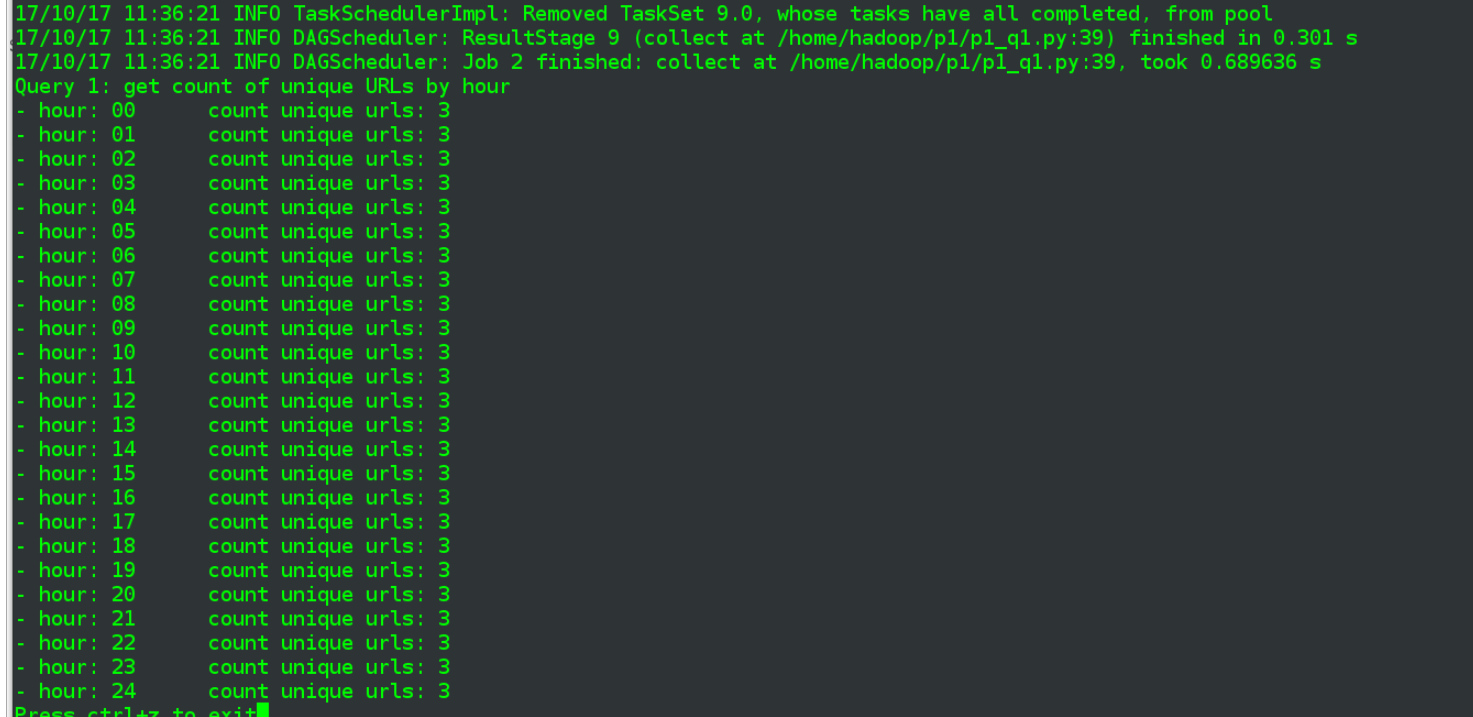 17/10/17 11:36:21 INFO TaskSchedulerImpl: Removed TaskSet 9.0, whose tasks have all completed, from pool
17/10/17 11:36:21 INFO DAGScheduler: ResultStage 9 (collect at /home/hadoop/p1/p1_q1.py:39) finished in 0.301 s
17/10/17 11:36:21 INFO DAGScheduler: Job 2 finished: collect at /home/hadoop/p1/p1_q1.py:39, took 0.689636 s
Query 1: get count of unique URLs by hour
- hour: 00      count unique urls: 3
- hour: 01      count unique urls: 3
- hour: 02      count unique urls: 3
- hour: 03      count unique urls: 3
- hour: 04      count unique urls: 3
- hour: 05      count unique urls: 3
- hour: 06      count unique urls: 3
- hour: 07      count unique urls: 3
- hour: 08      count unique urls: 3
- hour: 09      count unique urls: 3
- hour: 10      count unique urls: 3
- hour: 11      count unique urls: 3
- hour: 12      count unique urls: 3
- hour: 13      count unique urls: 3
- hour: 14      count unique urls: 3
- hour: 15      count unique urls: 3
- hour: 16      count unique urls: 3
- hour: 17      count unique urls: 3
- hour: 18      count unique urls: 3
- hour: 19      count unique urls: 3
- hour: 20      count unique urls: 3
- hour: 21      count unique urls: 3
- hour: 22      count unique urls: 3
- hour: 23      count unique urls: 3
- hour: 24      count unique urls: 3
Press ctrl+z to exit